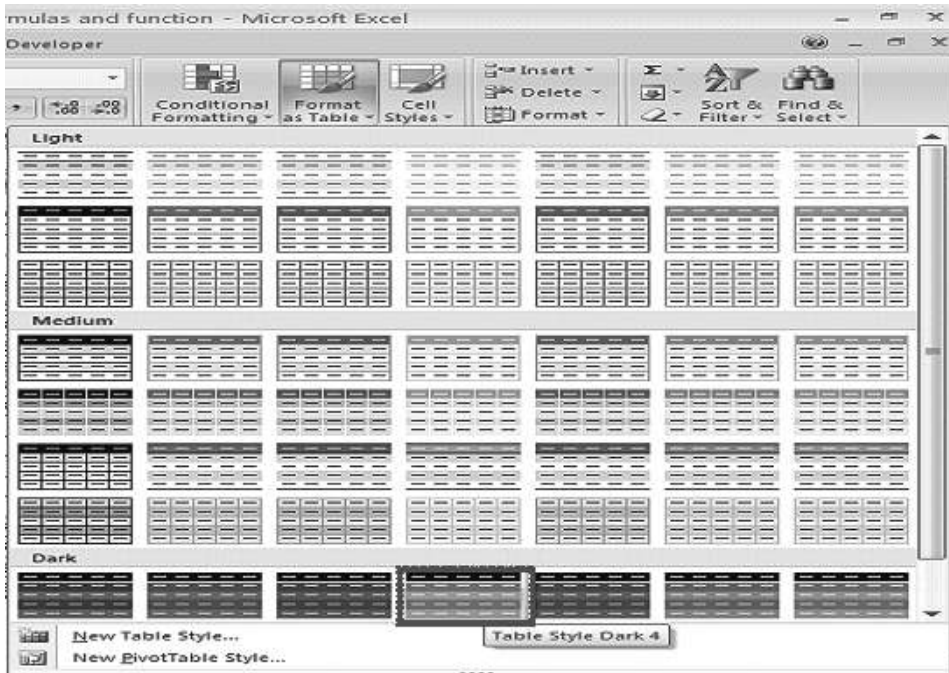 mulas and function - Microsoft Excel
Developer
Conditional Formatting
Format as Table
Cell Styles
Insert
Delete
Format
Σ
Sort & Filter
Find & Select
Light
Medium
Dark
Table Style Dark 4
New Table Style...
New PivotTable Style...